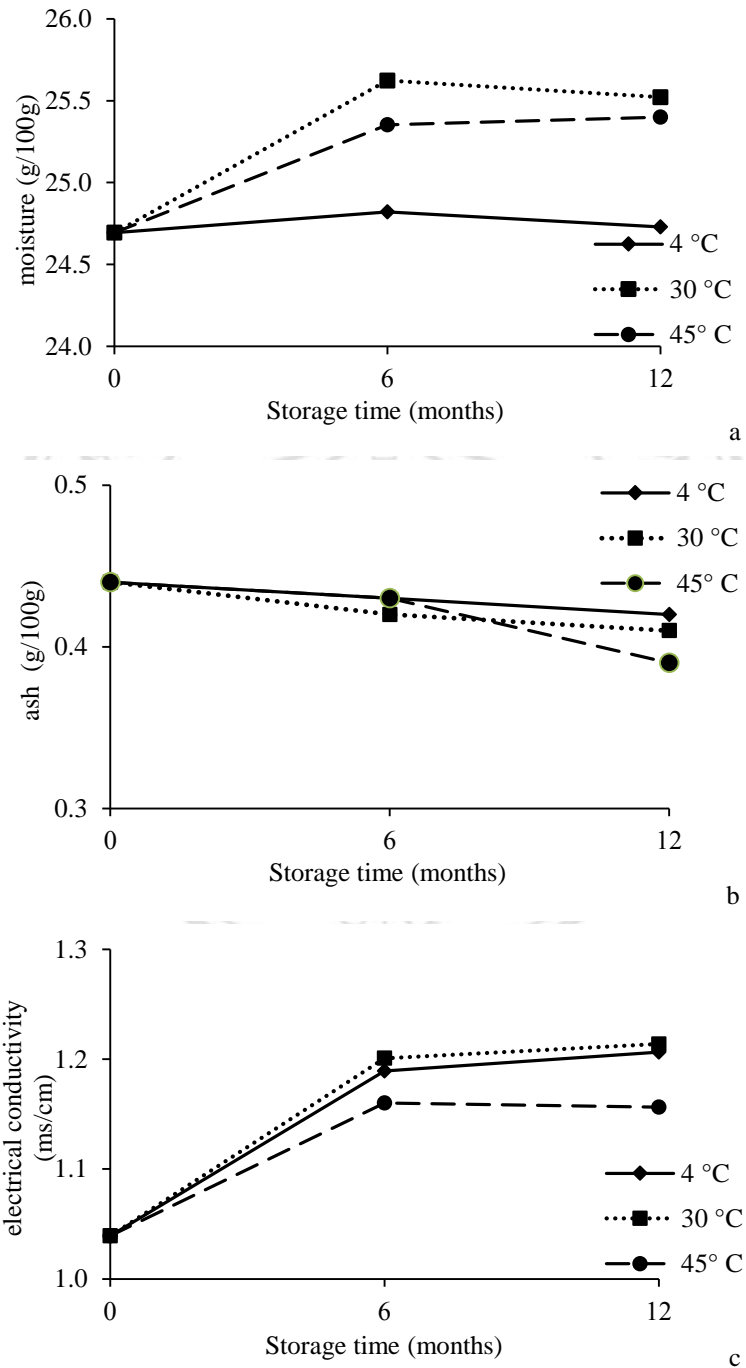 26.0
25.5
25.0
24.5
24.0
moisture (g/100g)
4 °C
30 °C
45° C
0 6 12
Storage time (months)
a
0.5
0.4
0.3
ash (g/100g)
4 °C
30 °C
45° C
0 6 12
Storage time (months)
b
1.3
1.2
1.1
1.0
electrical conductivity
(ms/cm)
4 °C
30 °C
45° C
0 6 12
Storage time (months)
c